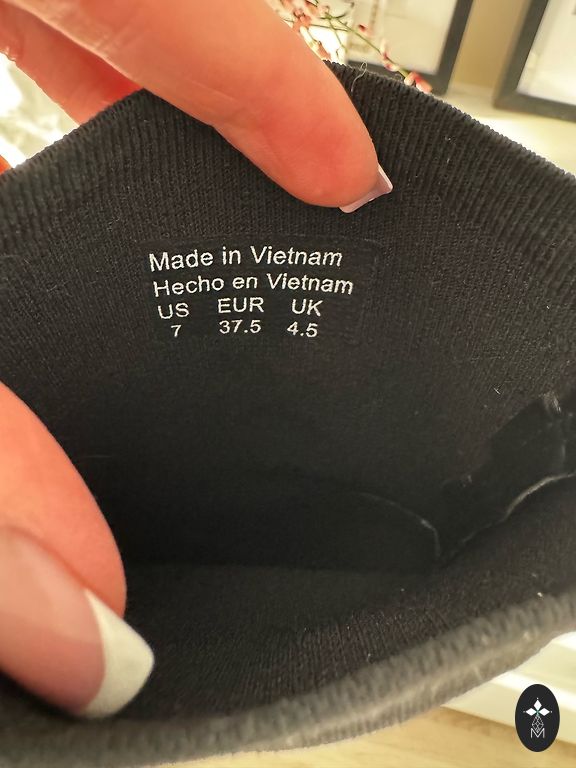 Made in Vietnam
Hecho en Vietnam
US EUR UK
7 37.5 4.5
M